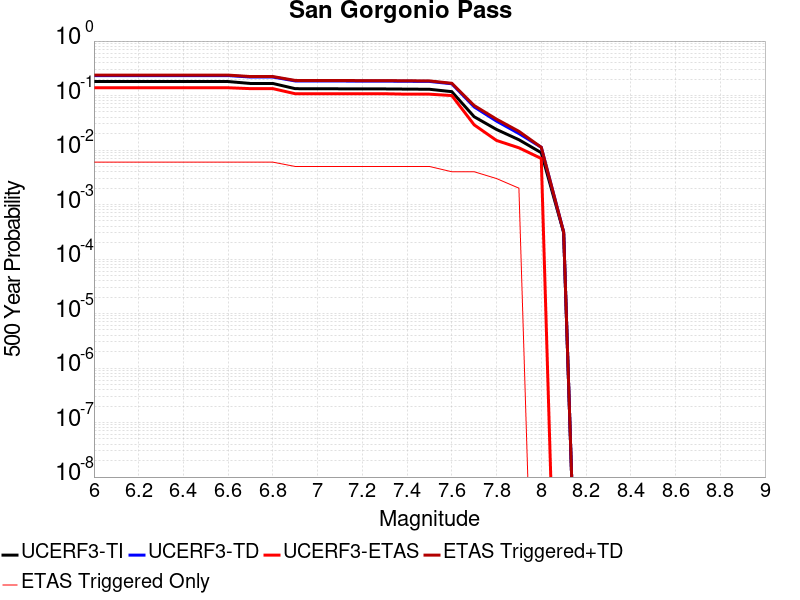 San Gorgonio Pass
10^0
10^-1
10^-2
10^-3
10^-4
10^-5
10^-6
10^-7
10^-8
500 Year Probability
6 6.2 6.4 6.6 6.8 7 7.2 7.4 7.6 7.8 8 8.2 8.4 8.6 8.8 9
Magnitude
UCERF3-TI UCERF3-TD UCERF3-ETAS ETAS Triggered+TD
ETAS Triggered Only